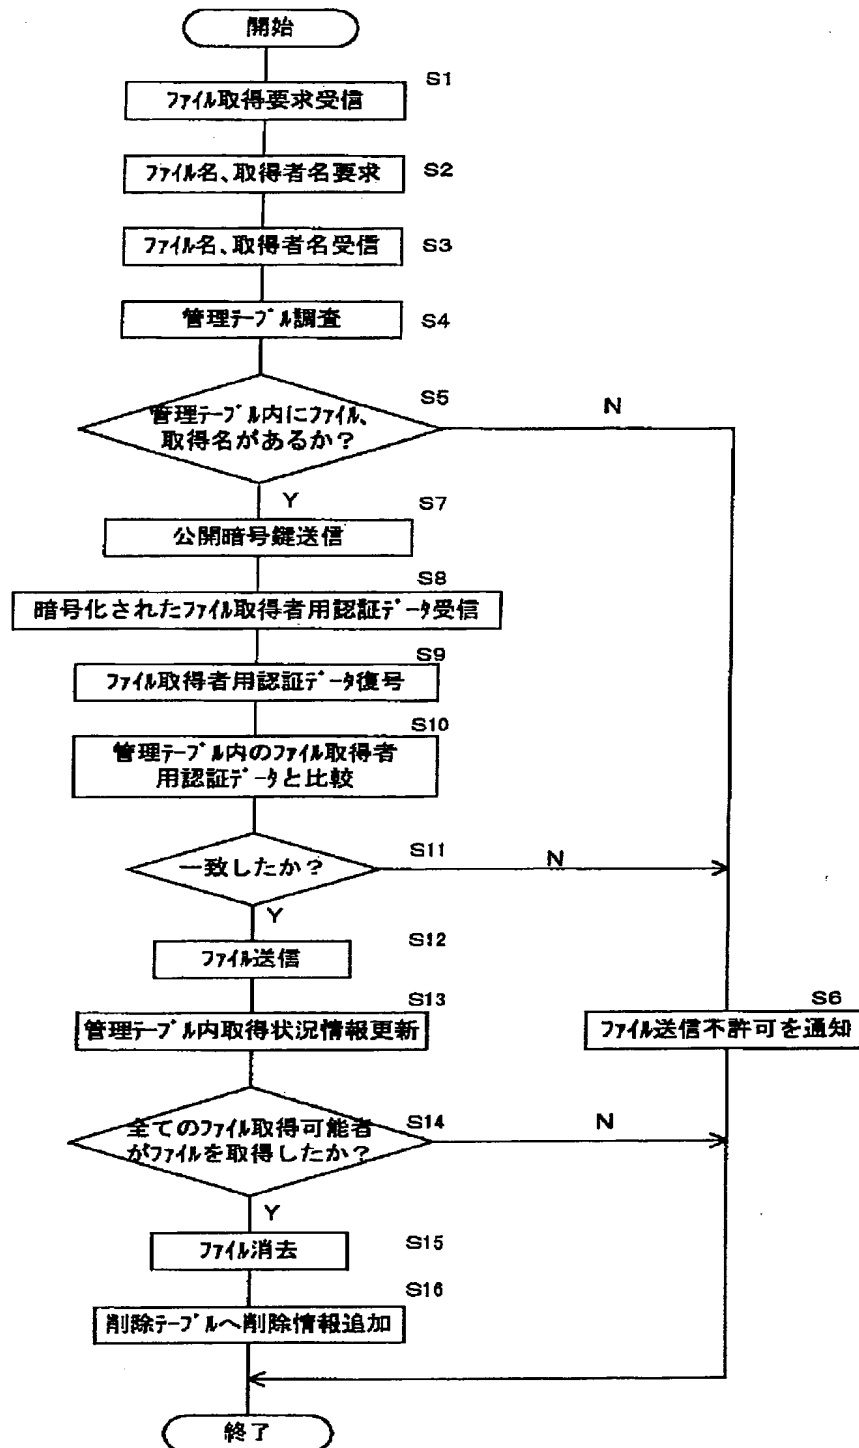 開始
S1
ファイル取得要求受信
ファイル名、取得者名要求
S2
ファイル名、取得者名受信
S3
管理テーブル調査
S4
S5
管理テーブル内にファイル、
取得名があるか？
N
Y
S7
公開暗号鍵送信
S8
暗号化されたファイル取得者用認証データ受信
S9
ファイル取得者用認証データ復号
S10
管理テーブル内のファイル取得者
用認証データと比較
S11
一致したか？
N
Y
S12
ファイル送信
S13
管理テーブル内取得状況情報更新
S6
ファイル送信不許可を通知
S14
全てのファイル取得可能者
がファイルを取得したか？
N
Y
ファイル消去
S15
S16
削除テーブルへ削除情報追加
終了